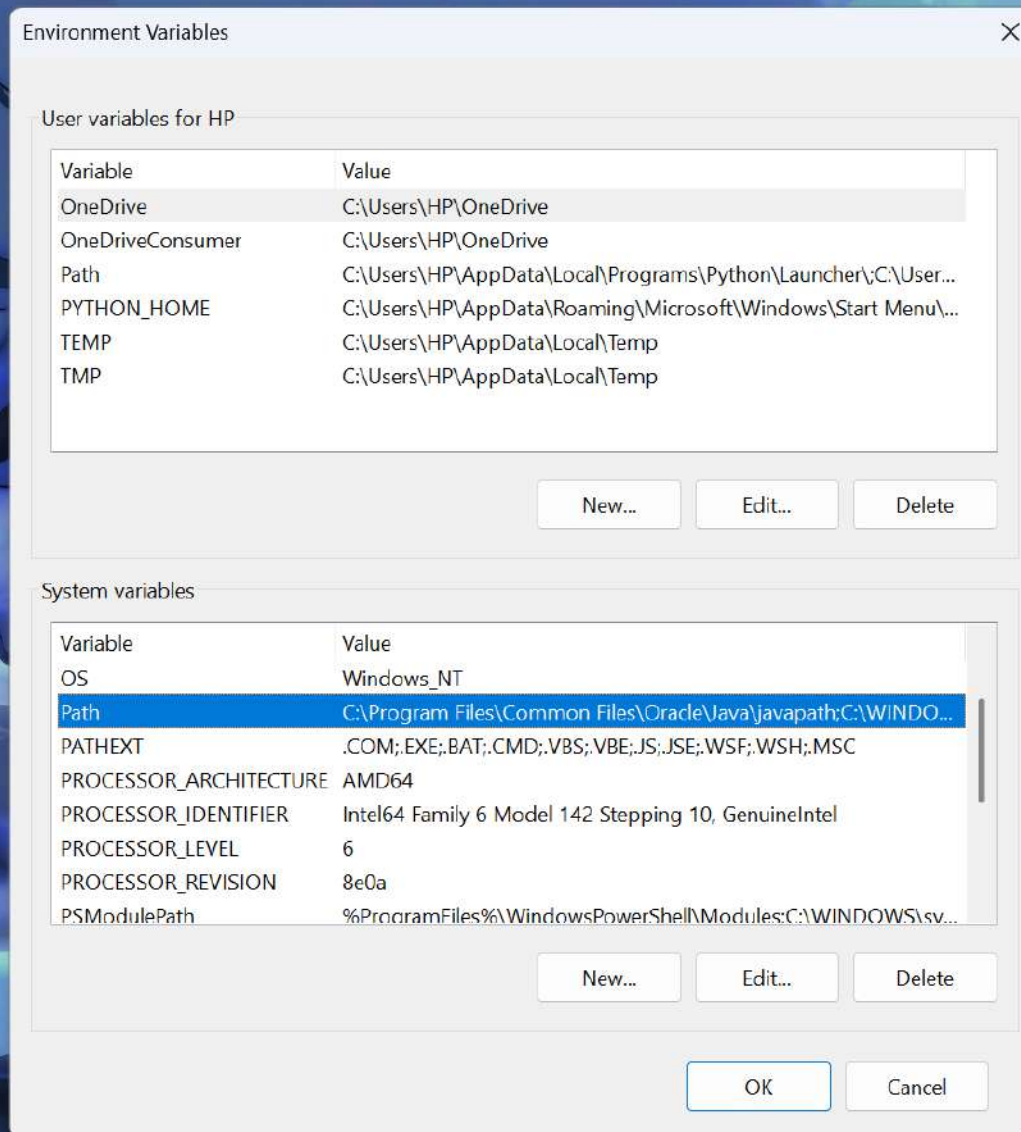 Environment Variables
User variables for HP
Variable Value
OneDrive C:\Users\HP\OneDrive
OneDriveConsumer C:\Users\HP\OneDrive
Path C:\Users\HP\AppData\Local\Programs\Python\Launcher\;C:\User...
PYTHON_HOME C:\Users\HP\AppData\Roaming\Microsoft\Windows\Start Menu\...
TEMP C:\Users\HP\AppData\Local\Temp
TMP C:\Users\HP\AppData\Local\Temp
New... Edit... Delete
System variables
Variable Value
OS Windows_NT
Path C:\Program Files\Common Files\Oracle\Java\javapath;C:\WINDO...
PATHEXT .COM;.EXE;.BAT;.CMD;.VBS;.VBE;.JS;.JSE;.WSF;.WSH;.MSC
PROCESSOR_ARCHITECTURE AMD64
PROCESSOR_IDENTIFIER Intel64 Family 6 Model 142 Stepping 10, GenuineIntel
PROCESSOR_LEVEL 6
PROCESSOR_REVISION 8e0a
PSModulePath %ProgramFiles%\WindowsPowerShell\Modules;C:\WINDOWS\sy...
New... Edit... Delete
OK Cancel